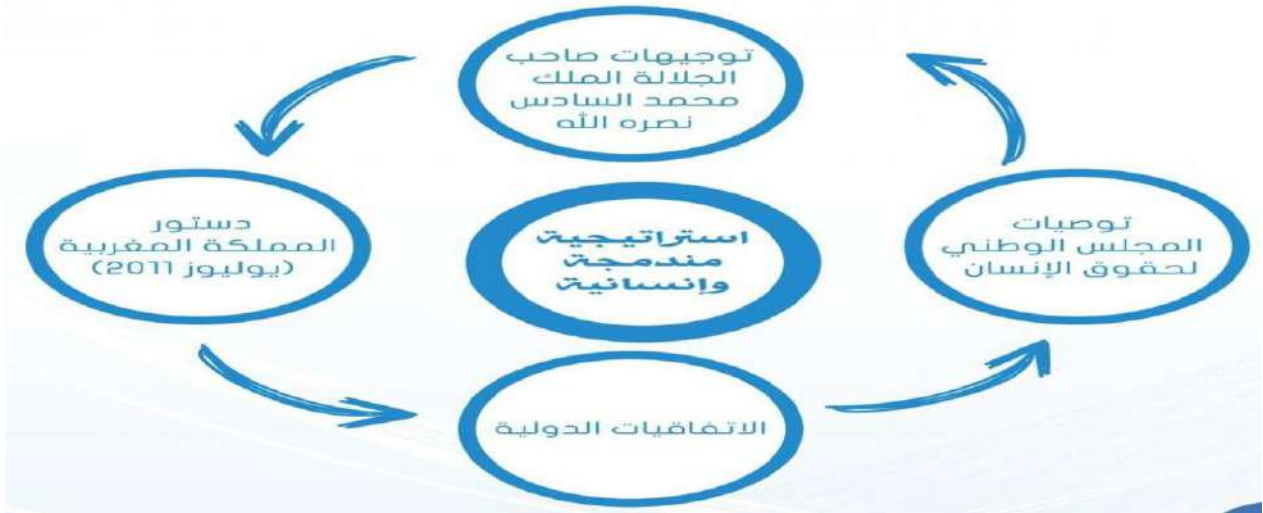 توجيهات صاحب
الجلالة الملك
محمد السادس
نصره الله
دستور
المملكة المغربية
(يوليوز 2011)
استراتيجية
مندمجة
وإنسانية
توصيات
المجلس الوطني
لحقوق الإنسان
الاتفاقيات الدولية